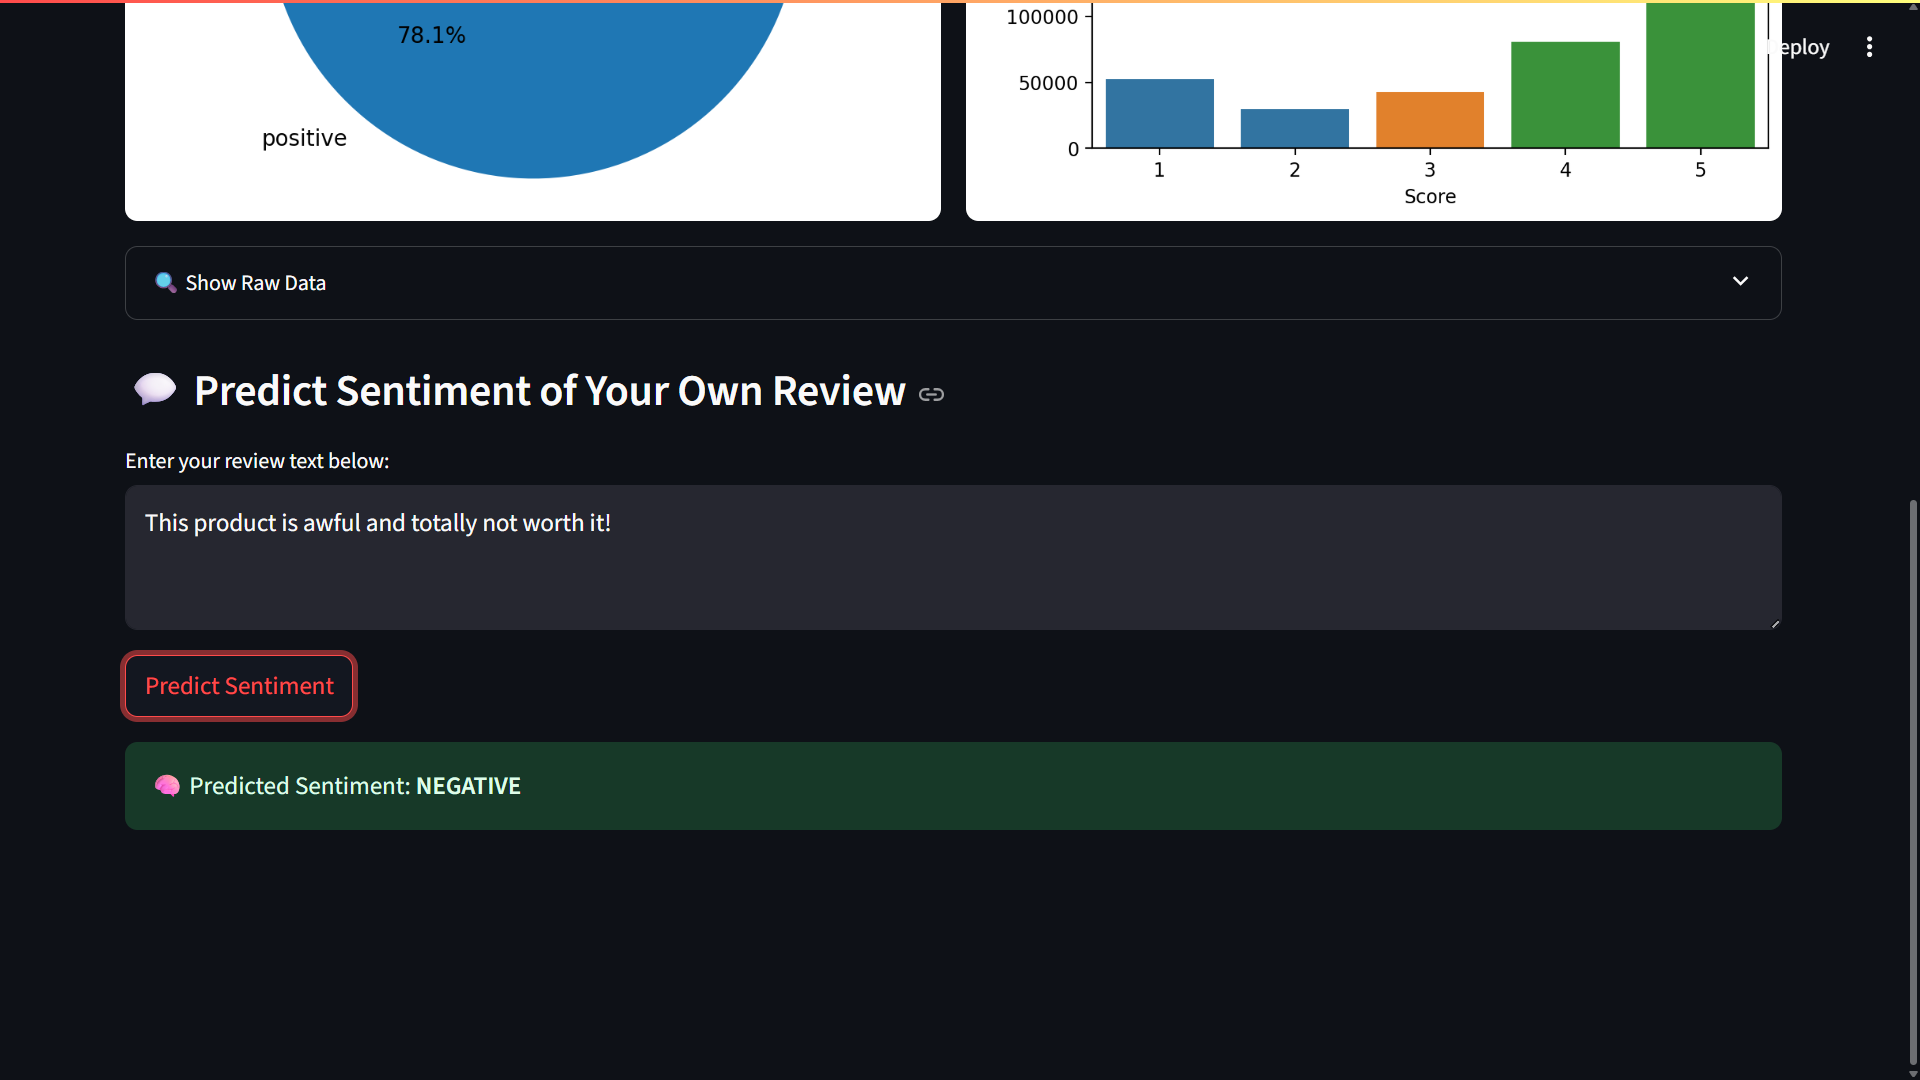 78.1%
positive
100000
50000
0
1 2 3 4 5
Score
eploy
Show Raw Data
Predict Sentiment of Your Own Review
Enter your review text below:
This product is awful and totally not worth it!
Predict Sentiment
Predicted Sentiment: NEGATIVE